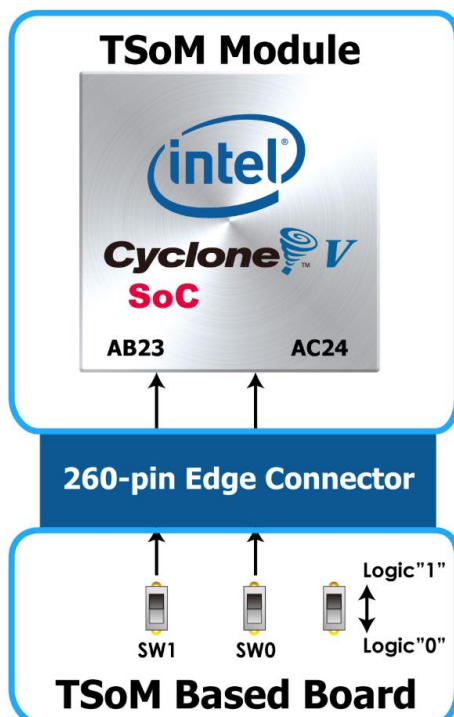 TSoM Module
intel®
Cyclone™ V
SoC
AB23 AC24
260-pin Edge Connector
Logic"1"
Logic"0"
SW1 SW0
TSoM Based Board